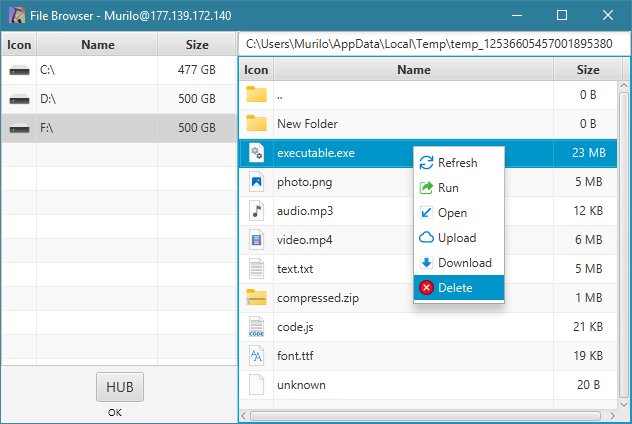 File Browser - Murilo@177.139.172.140
Icon Name Size
C:\ 477 GB
D:\ 500 GB
F:\ 500 GB
HUB
OK
C:\Users\Murilo\AppData\Local\Temp\temp_12536605457001895380
Icon Name Size
.. 0 B
New Folder 0 B
executable.exe 23 MB
photo.png 5 MB
audio.mp3 12 KB
video.mp4 6 MB
text.txt 5 MB
compressed.zip 1 MB
CODE code.js 21 KB
font.ttf 19 KB
unknown 20 B
Refresh
Run
Open
Upload
Download
Delete